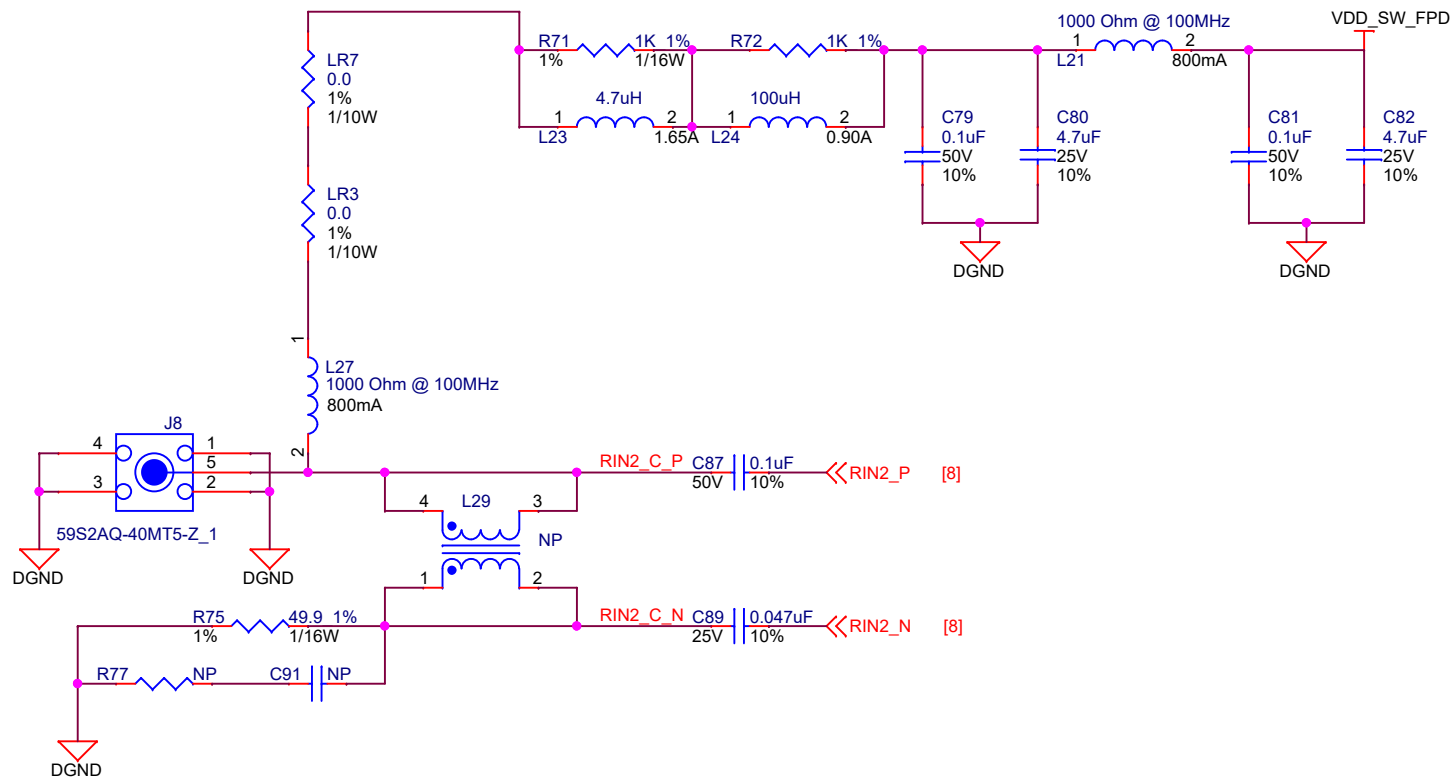 1000 Ohm @ 100MHz
VDD_SW_FPD
R71
1K 1%
R72
1K 1%
1
2
1%
1/16W
L21
800mA
LR7
0.0
1%
1/10W
4.7uH
100uH
1
2
1
2
L23
1.65A
L24
0.90A
C79
0.1uF
50V
10%
C80
4.7uF
25V
10%
C81
0.1uF
50V
10%
C82
4.7uF
25V
10%
LR3
0.0
1%
1/10W
DGND
DGND
1
L27
1000 Ohm @ 100MHz
800mA
2
J8
4
1
5
3
2
59S2AQ-40MT5-Z_1
DGND
DGND
RIN2_C_P
C87
0.1uF
50V
10%
RIN2_P
[8]
4
L29
3
NP
1
2
RIN2_C_N
C89
0.047uF
25V
10%
RIN2_N
[8]
R75
49.9 1%
1%
1/16W
R77
NP
C91
NP
DGND